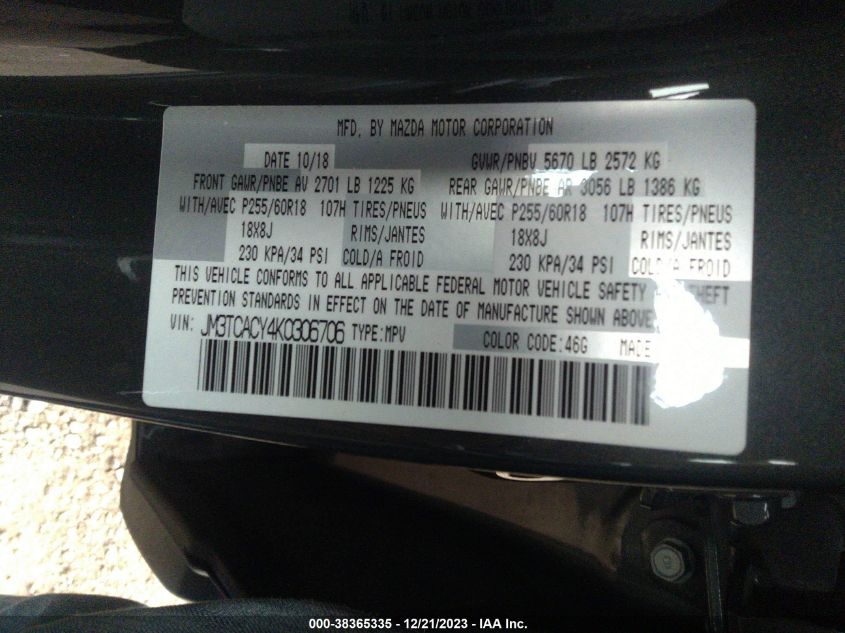 MFD. BY MAZDA MOTOR CORPORATION
DATE 10/18 GVWR/PNBV 5670 LB 2572 KG
FRONT GAWR/PNBE AV 2701 LB 1225 KG REAR GAWR/PNBE AR 3056 LB 1386 KG
WITH/AVEC P255/60R18 107H TIRES/PNEUS WITH/AVEC P255/60R18 107H TIRES/PNEUS
18X8J RIMS/JANTES 18X8J RIMS/JANTES
230 KPA/34 PSI COLD/A FROID 230 KPA/34 PSI COLD/A FROID
THIS VEHICLE CONFORMS TO ALL APPLICABLE FEDERAL MOTOR VEHICLE SAFETY THEFT
PREVENTION STANDARDS IN EFFECT ON THE DATE OF MANUFACTURE SHOWN ABOVE
VIN: JM3TCACY4K0306706 TYPE:MPV COLOR CODE:46G MADE
000-38365335 - 12/21/2023 - IAA Inc.